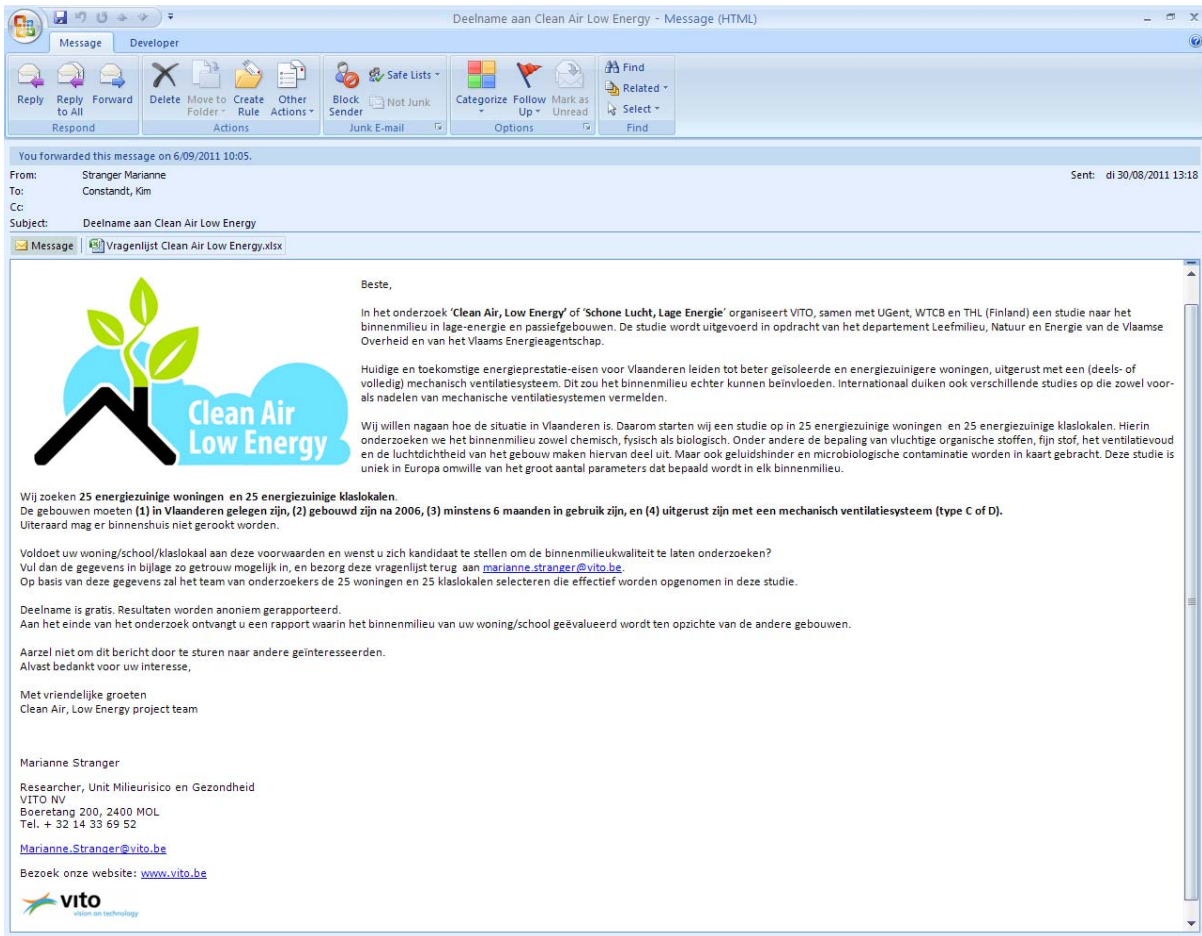 Deelname aan Clean Air Low Energy - Message (HTML)
Message Developer
Reply
Reply to All
Forward
Delete
Move to Folder
Create Rule
Other Actions
Block Sender
Safe Lists
Not Junk
Categorize
Follow Up
Mark as Unread
Find
Related
Select
Respond
Actions
Junk E-mail
Options
Find
You forwarded this message on 6/09/2011 10:05.
From: Stranger Marianne
Sent: di 30/08/2011 13:18
To: Constandt, Kim
Cc:
Subject: Deelname aan Clean Air Low Energy
Message Vragenlijst Clean Air Low Energy.xlsx
Clean Air
Low Energy
Beste,
In het onderzoek ‘Clean Air, Low Energy’ of ‘Schone Lucht, Lage Energie’ organiseert VITO, samen met UGent, WTCB en THL (Finland) een studie naar het
binnenmilieu in lage-energie en passiefgebouwen. De studie wordt uitgevoerd in opdracht van het departement Leefmilieu, Natuur en Energie van de Vlaamse
Overheid en van het Vlaams Energieagentschap.
Huidige en toekomstige energieprestatie-eisen voor Vlaanderen leiden tot beter geïsoleerde en energiezuinigere woningen, uitgerust met een (deels- of
volledig) mechanisch ventilatiesysteem. Dit zou het binnenmilieu echter kunnen beïnvloeden. Internationaal duiken ook verschillende studies op die zowel voor-
als nadelen van mechanische ventilatiesystemen vermelden.
Wij willen nagaan hoe de situatie in Vlaanderen is. Daarom starten wij een studie op in 25 energiezuinige woningen en 25 energiezuinige klaslokalen. Hierin
onderzoeken we het binnenmilieu zowel chemisch, fysisch als biologisch. Onder andere de bepaling van vluchtige organische stoffen, fijn stof, het ventilatievoud
en de luchtdichtheid van het gebouw maken hiervan deel uit. Maar ook geluidshinder en microbiologische contaminatie worden in kaart gebracht. Deze studie is
uniek in Europa omwille van het groot aantal parameters dat bepaald wordt in elk binnenmilieu.
Wij zoeken 25 energiezuinige woningen en 25 energiezuinige klaslokalen.
De gebouwen moeten (1) in Vlaanderen gelegen zijn, (2) gebouwd zijn na 2006, (3) minstens 6 maanden in gebruik zijn, en (4) uitgerust zijn met een mechanisch ventilatiesysteem (type C of D).
Uiteraard mag er binnenshuis niet gerookt worden.
Voldoet uw woning/school/klaslokaal aan deze voorwaarden en wenst u zich kandidaat te stellen om de binnenmilieukwaliteit te laten onderzoeken?
Vul dan de gegevens in bijlage zo getrouw mogelijk in, en bezorg deze vragenlijst terug aan marianne.stranger@vito.be.
Op basis van deze gegevens zal het team van onderzoekers de 25 woningen en 25 klaslokalen selecteren die effectief worden opgenomen in deze studie.
Deelname is gratis. Resultaten worden anoniem gerapporteerd.
Aan het einde van het onderzoek ontvangt u een rapport waarin het binnenmilieu van uw woning/school geëvalueerd wordt ten opzichte van de andere gebouwen.
Aarzel niet om dit bericht door te sturen naar andere geïnteresseerden.
Alvast bedankt voor uw interesse,
Met vriendelijke groeten
Clean Air, Low Energy project team
Marianne Stranger
Researcher, Unit Milieurisico en Gezondheid
VITO NV
Boeretang 200, 2400 MOL
Tel. + 32 14 33 69 52
Marianne.Stranger@vito.be
Bezoek onze website: www.vito.be
vito
vision on technology